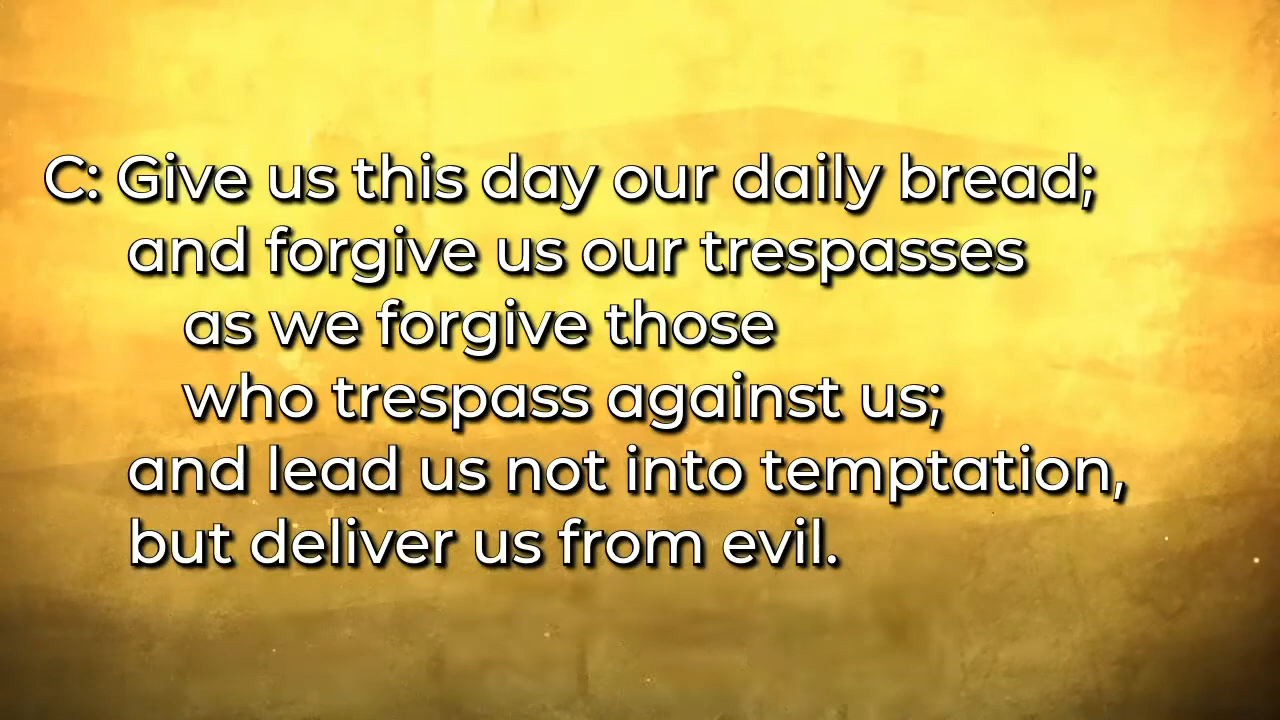 C: Give us this day our daily bread;
and forgive us our trespasses
as we forgive those
who trespass against us;
and lead us not into temptation,
but deliver us from evil.